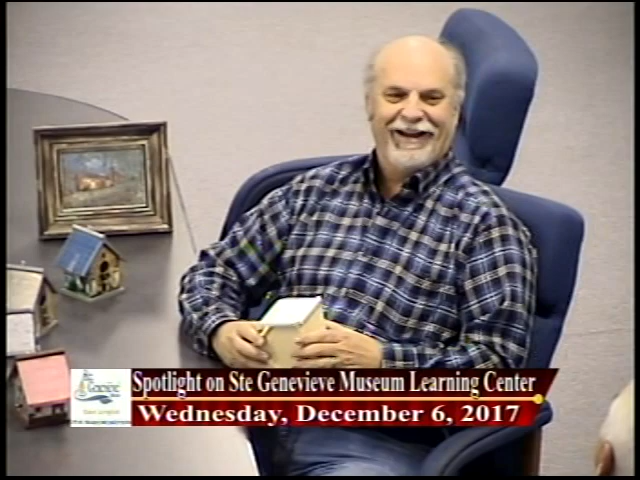 Spotlight on Ste Genevieve Museum Learning Center
Wednesday, December 6, 2017